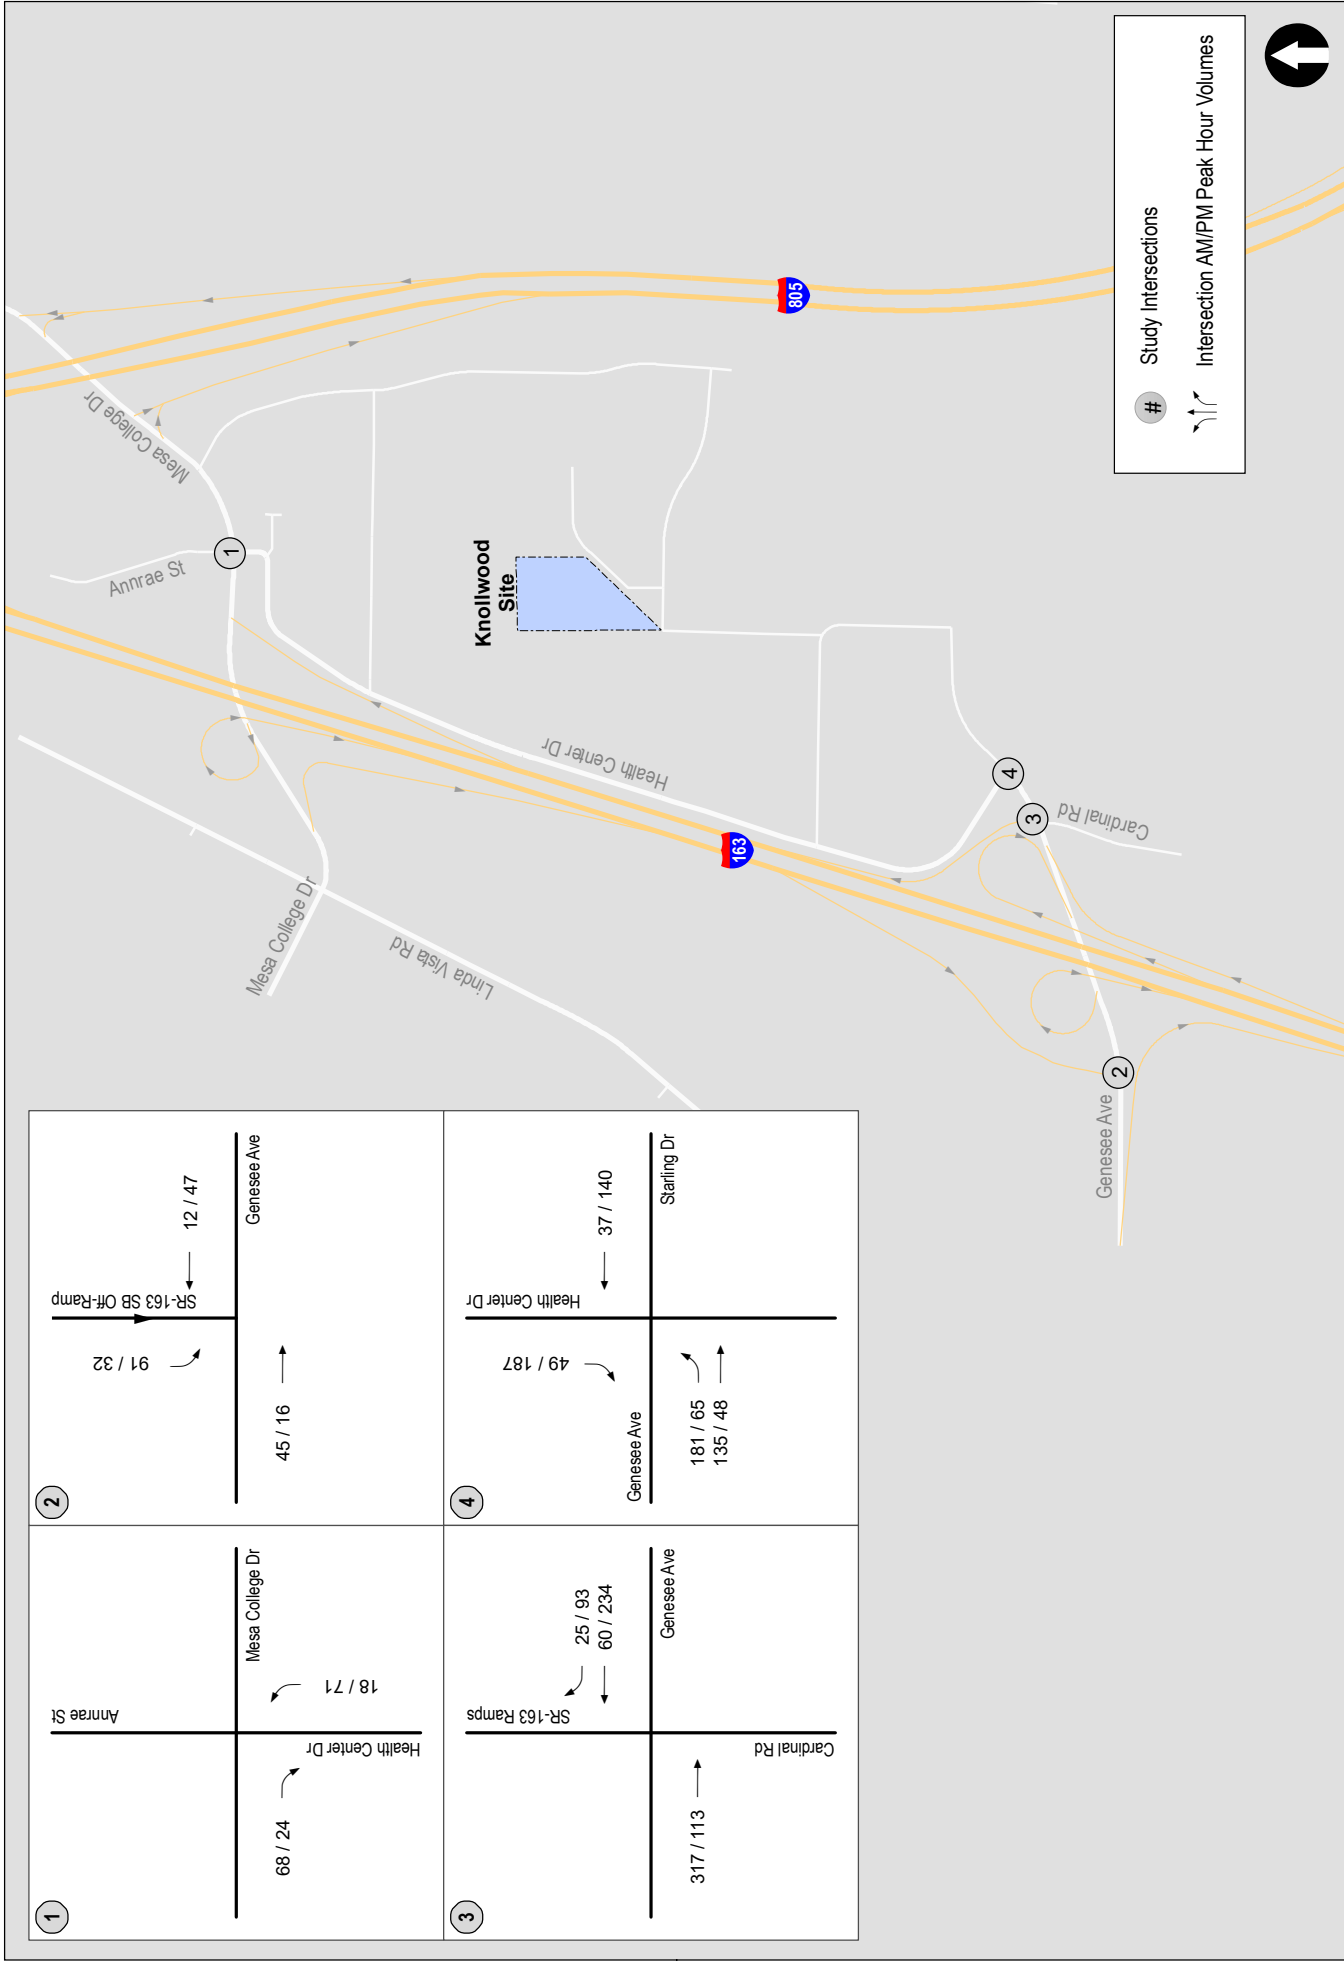 1
Annrae St
Mesa College Dr
Health Center Dr
68 / 24
18 / 71
2
SR-163 SB Off-Ramp
Genesee Ave
91 / 32
12 / 47
45 / 16
3
SR-163 Ramps
Genesee Ave
Cardinal Rd
25 / 93
60 / 234
317 / 113
4
Health Center Dr
Genesee Ave
Starling Dr
49 / 187
37 / 140
181 / 65
135 / 48
Mesa College Dr
Linda Vista Rd
Annrae St
Mesa College Dr
1
Health Center Dr
Knollwood
Site
163
805
Genesee Ave
2
3
4
Cardinal Rd
# Study Intersections
Intersection AM/PM Peak Hour Volumes